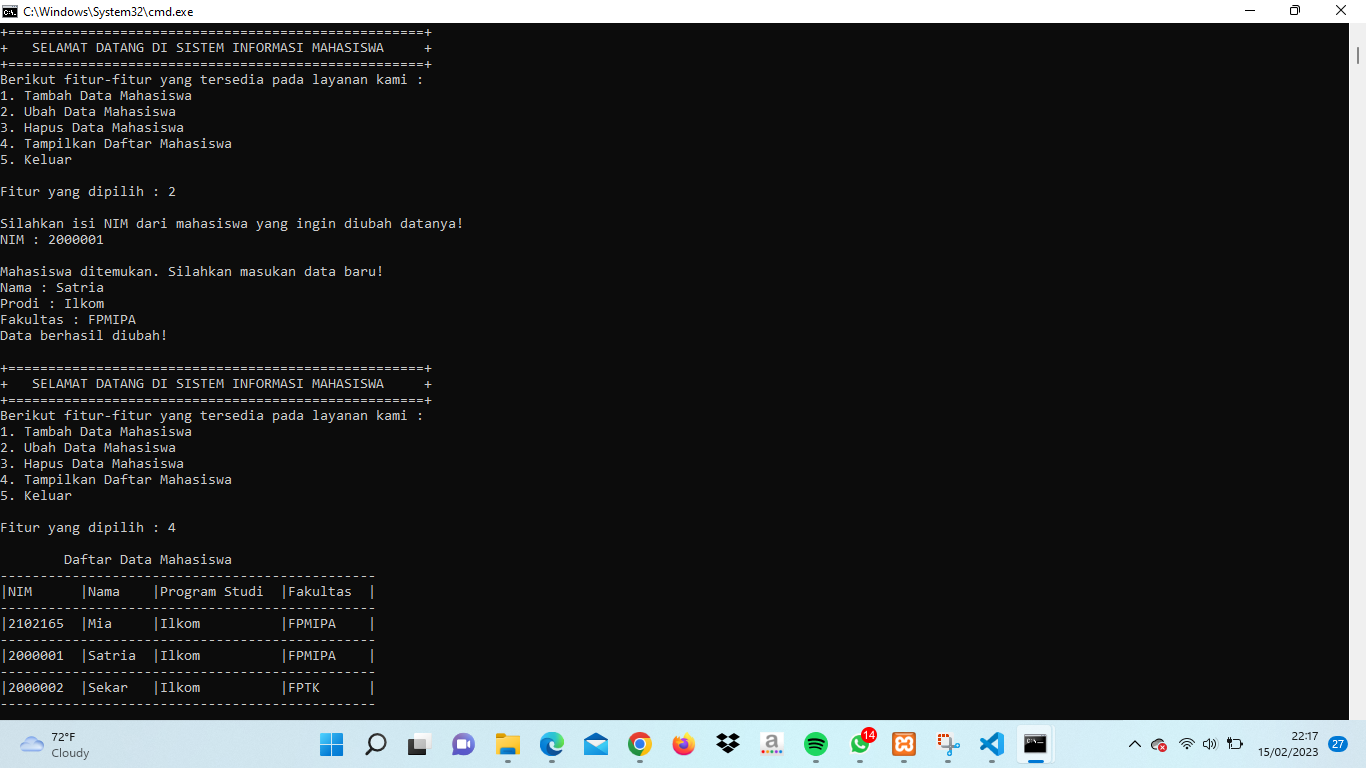 C:\Windows\System32\cmd.exe
+====================================================+
+   SELAMAT DATANG DI SISTEM INFORMASI MAHASISWA     +
+====================================================+
Berikut fitur-fitur yang tersedia pada layanan kami :
1. Tambah Data Mahasiswa
2. Ubah Data Mahasiswa
3. Hapus Data Mahasiswa
4. Tampilkan Daftar Mahasiswa
5. Keluar
Fitur yang dipilih : 2
Silahkan isi NIM dari mahasiswa yang ingin diubah datanya!
NIM : 2000001
Mahasiswa ditemukan. Silahkan masukan data baru!
Nama : Satria
Prodi : Ilkom
Fakultas : FPMIPA
Data berhasil diubah!
+====================================================+
+   SELAMAT DATANG DI SISTEM INFORMASI MAHASISWA     +
+====================================================+
Berikut fitur-fitur yang tersedia pada layanan kami :
1. Tambah Data Mahasiswa
2. Ubah Data Mahasiswa
3. Hapus Data Mahasiswa
4. Tampilkan Daftar Mahasiswa
5. Keluar
Fitur yang dipilih : 4
        Daftar Data Mahasiswa
-----------------------------------------------
|NIM      |Nama    |Program Studi  |Fakultas  |
-----------------------------------------------
|2102165  |Mia     |Ilkom          |FPMIPA    |
-----------------------------------------------
|2000001  |Satria  |Ilkom          |FPMIPA    |
-----------------------------------------------
|2000002  |Sekar   |Ilkom          |FPTK      |
-----------------------------------------------
72°F
Cloudy
14
22:17
15/02/2023
27